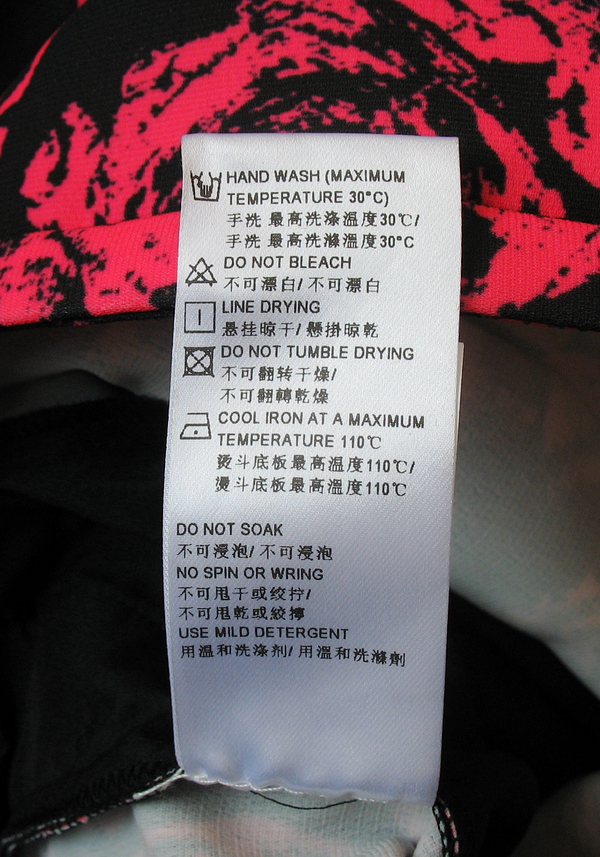 HAND WASH (MAXIMUM
TEMPERATURE 30°C)
手洗 最高洗涤温度30℃/
手洗 最高洗滌溫度30°C
DO NOT BLEACH
不可漂白/ 不可漂白
LINE DRYING
悬挂晾干/ 懸掛晾乾
DO NOT TUMBLE DRYING
不可翻转干燥/
不可翻轉乾燥
COOL IRON AT A MAXIMUM
TEMPERATURE 110℃
烫斗底板最高温度110℃/
燙斗底板最高溫度110℃
DO NOT SOAK
不可浸泡/ 不可浸泡
NO SPIN OR WRING
不可甩干或绞拧/
不可甩乾或絞擰
USE MILD DETERGENT
用温和洗涤剂/ 用溫和洗滌劑